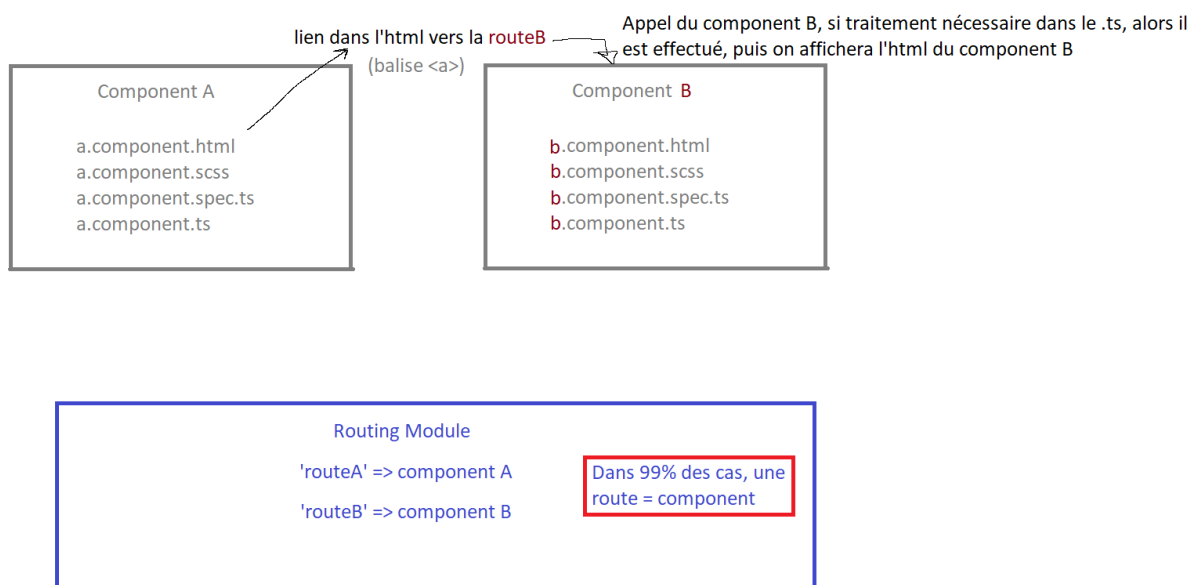 lien dans l'html vers la routeB
(balise <a>)
Appel du component B, si traitement nécessaire dans le .ts, alors il
est effectué, puis on affichera l'html du component B
Component A
a.component.html
a.component.scss
a.component.spec.ts
a.component.ts
Component B
b.component.html
b.component.scss
b.component.spec.ts
b.component.ts
Routing Module
'routeA' => component A
'routeB' => component B
Dans 99% des cas, une
route = component